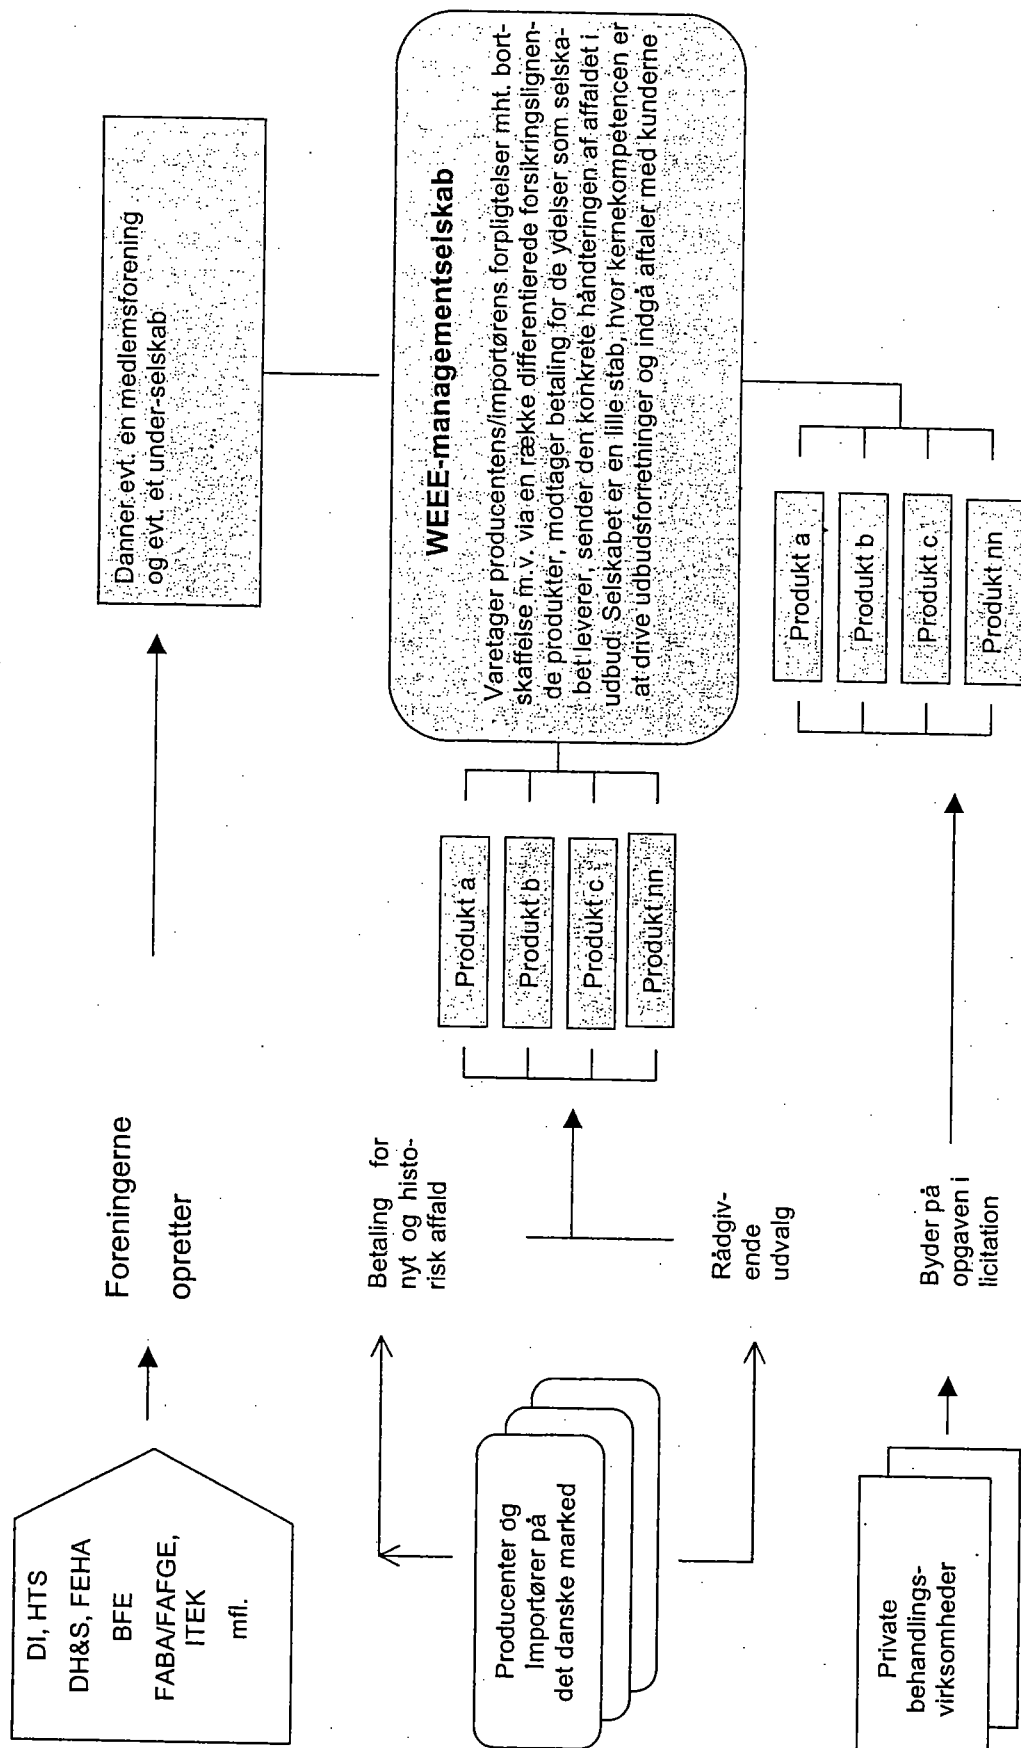 DI, HTS
DH&S, FEHA
BFE
FABA/FAFGE,
ITEK
mfl.
Foreningerne
opretter
Danner evt. en medlemsforening
og evt. et under-selskab
Producenter og
Importører på
det danske marked
Betaling for
nyt og histo-
risk affald
Rådgiv-
ende
udvalg
Produkt a
Produkt b
Produkt c
Produkt nn
WEEE-managementselskab
Varetager producentens/importørens forpligtelser mht. bort-
skaffelse m.v. via en række differentierede forsikringslignen-
de produkter, modtager betaling for de ydelser som selska-
bet leverer, sender den konkrete håndteringen af affaldet i
udbud. Selskabet er en lille stab, hvor kernekompetencen er
at drive udbudsforretninger og indgå aftaler med kunderne
Private
behandlings-
virksomheder
Byder på
opgaven i
licitation
Produkt a
Produkt b
Produkt c
Produkt nn